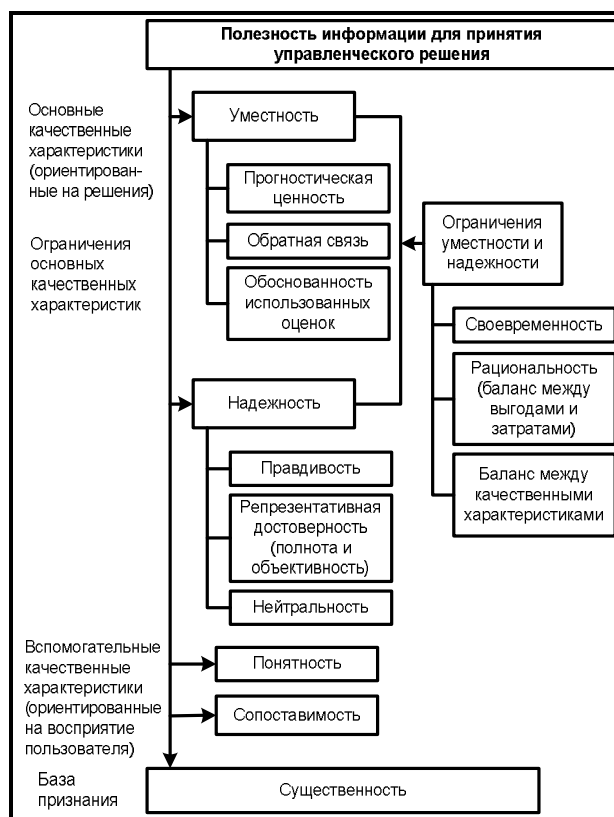 Полезность информации для принятия
управленческого решения
Основные
качественные
характеристики
(ориентирован-
ные на решения)
Уместность
Прогностическая
ценность
Обратная связь
Обоснованность
использованных
оценок
Ограничения
основных
качественных
характеристик
Ограничения
уместности и
надежности
Своевременность
Рациональность
(баланс между
выгодами и
затратами)
Баланс между
качественными
характеристиками
Надежность
Правдивость
Репрезентативная
достоверность
(полнота и
объективность)
Нейтральность
Вспомогательные
качественные
характеристики
(ориентированные
на восприятие
пользователя)
Понятность
Сопоставимость
База
признания
Существенность